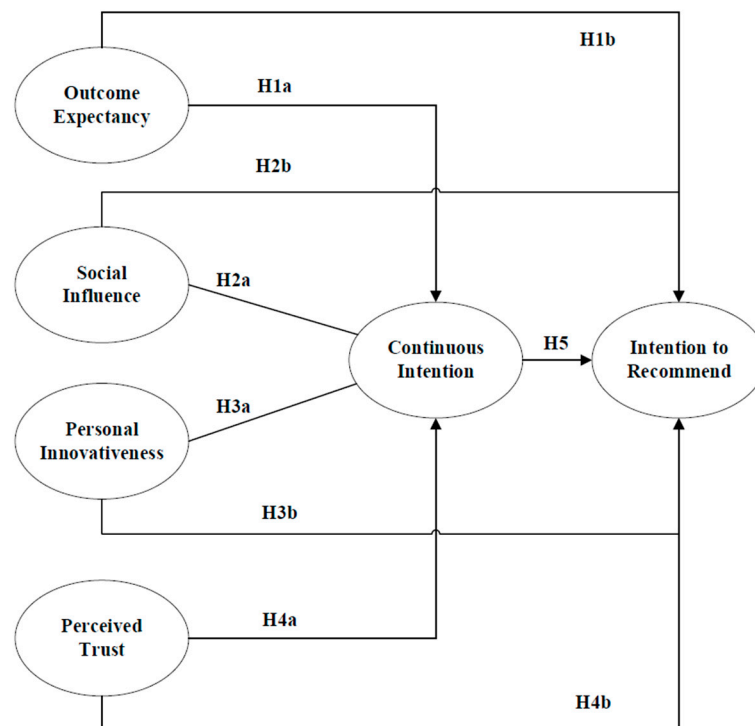 H1b
Outcome
Expectancy
H1a
H2b
Social
Influence
H2a
Continuous
Intention
H5
Intention to
Recommend
H3a
Personal
Innovativeness
H3b
Perceived
Trust
H4a
H4b